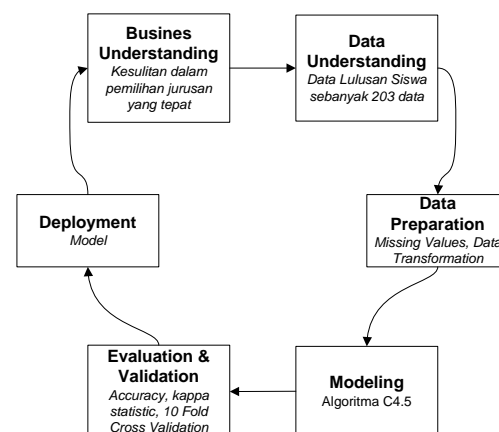 Busines
Understanding
Kesulitan dalam
pemilihan jurusan
yang tepat
Data
Understanding
Data Lulusan Siswa
sebanyak 203 data
Data
Preparation
Missing Values, Data
Transformation
Modeling
Algoritma C4.5
Evaluation &
Validation
Accuracy, kappa
statistic, 10 Fold
Cross Validation
Deployment
Model